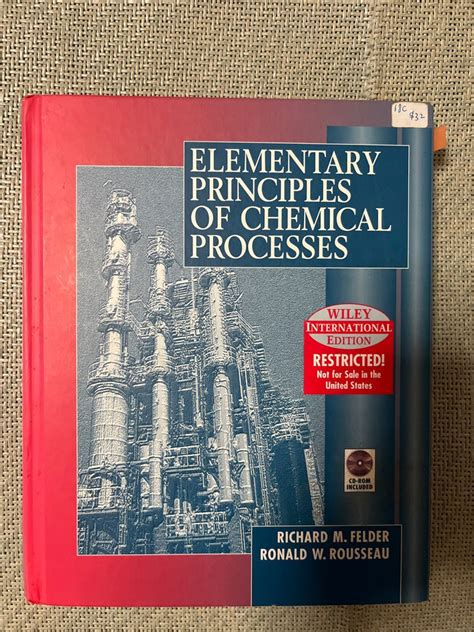 $32
ELEMENTARY
PRINCIPLES
OF CHEMICAL
PROCESSES
WILEY
INTERNATIONAL
EDITION
RESTRICTED!
Not for Sale in the
United States
CD-ROM
INCLUDED
RICHARD M. FELDER
RONALD W. ROUSSEAU